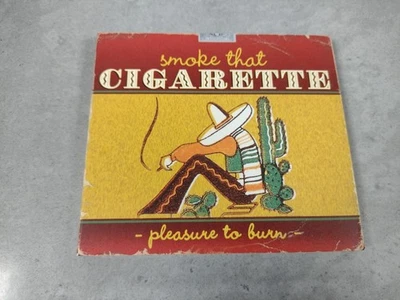 smoke that
CIGARETTE
- pleasure to burn -